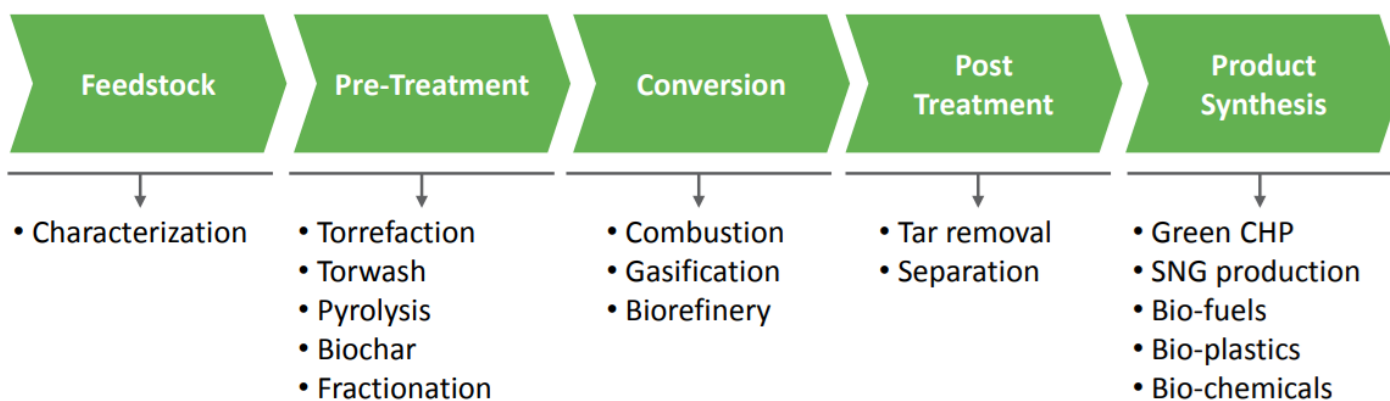 Feedstock
Pre-Treatment
Conversion
Post
Treatment
Product
Synthesis
• Characterization
• Torrefaction
• Torwash
• Pyrolysis
• Biochar
• Fractionation
• Combustion
• Gasification
• Biorefinery
• Tar removal
• Separation
• Green CHP
• SNG production
• Bio-fuels
• Bio-plastics
• Bio-chemicals